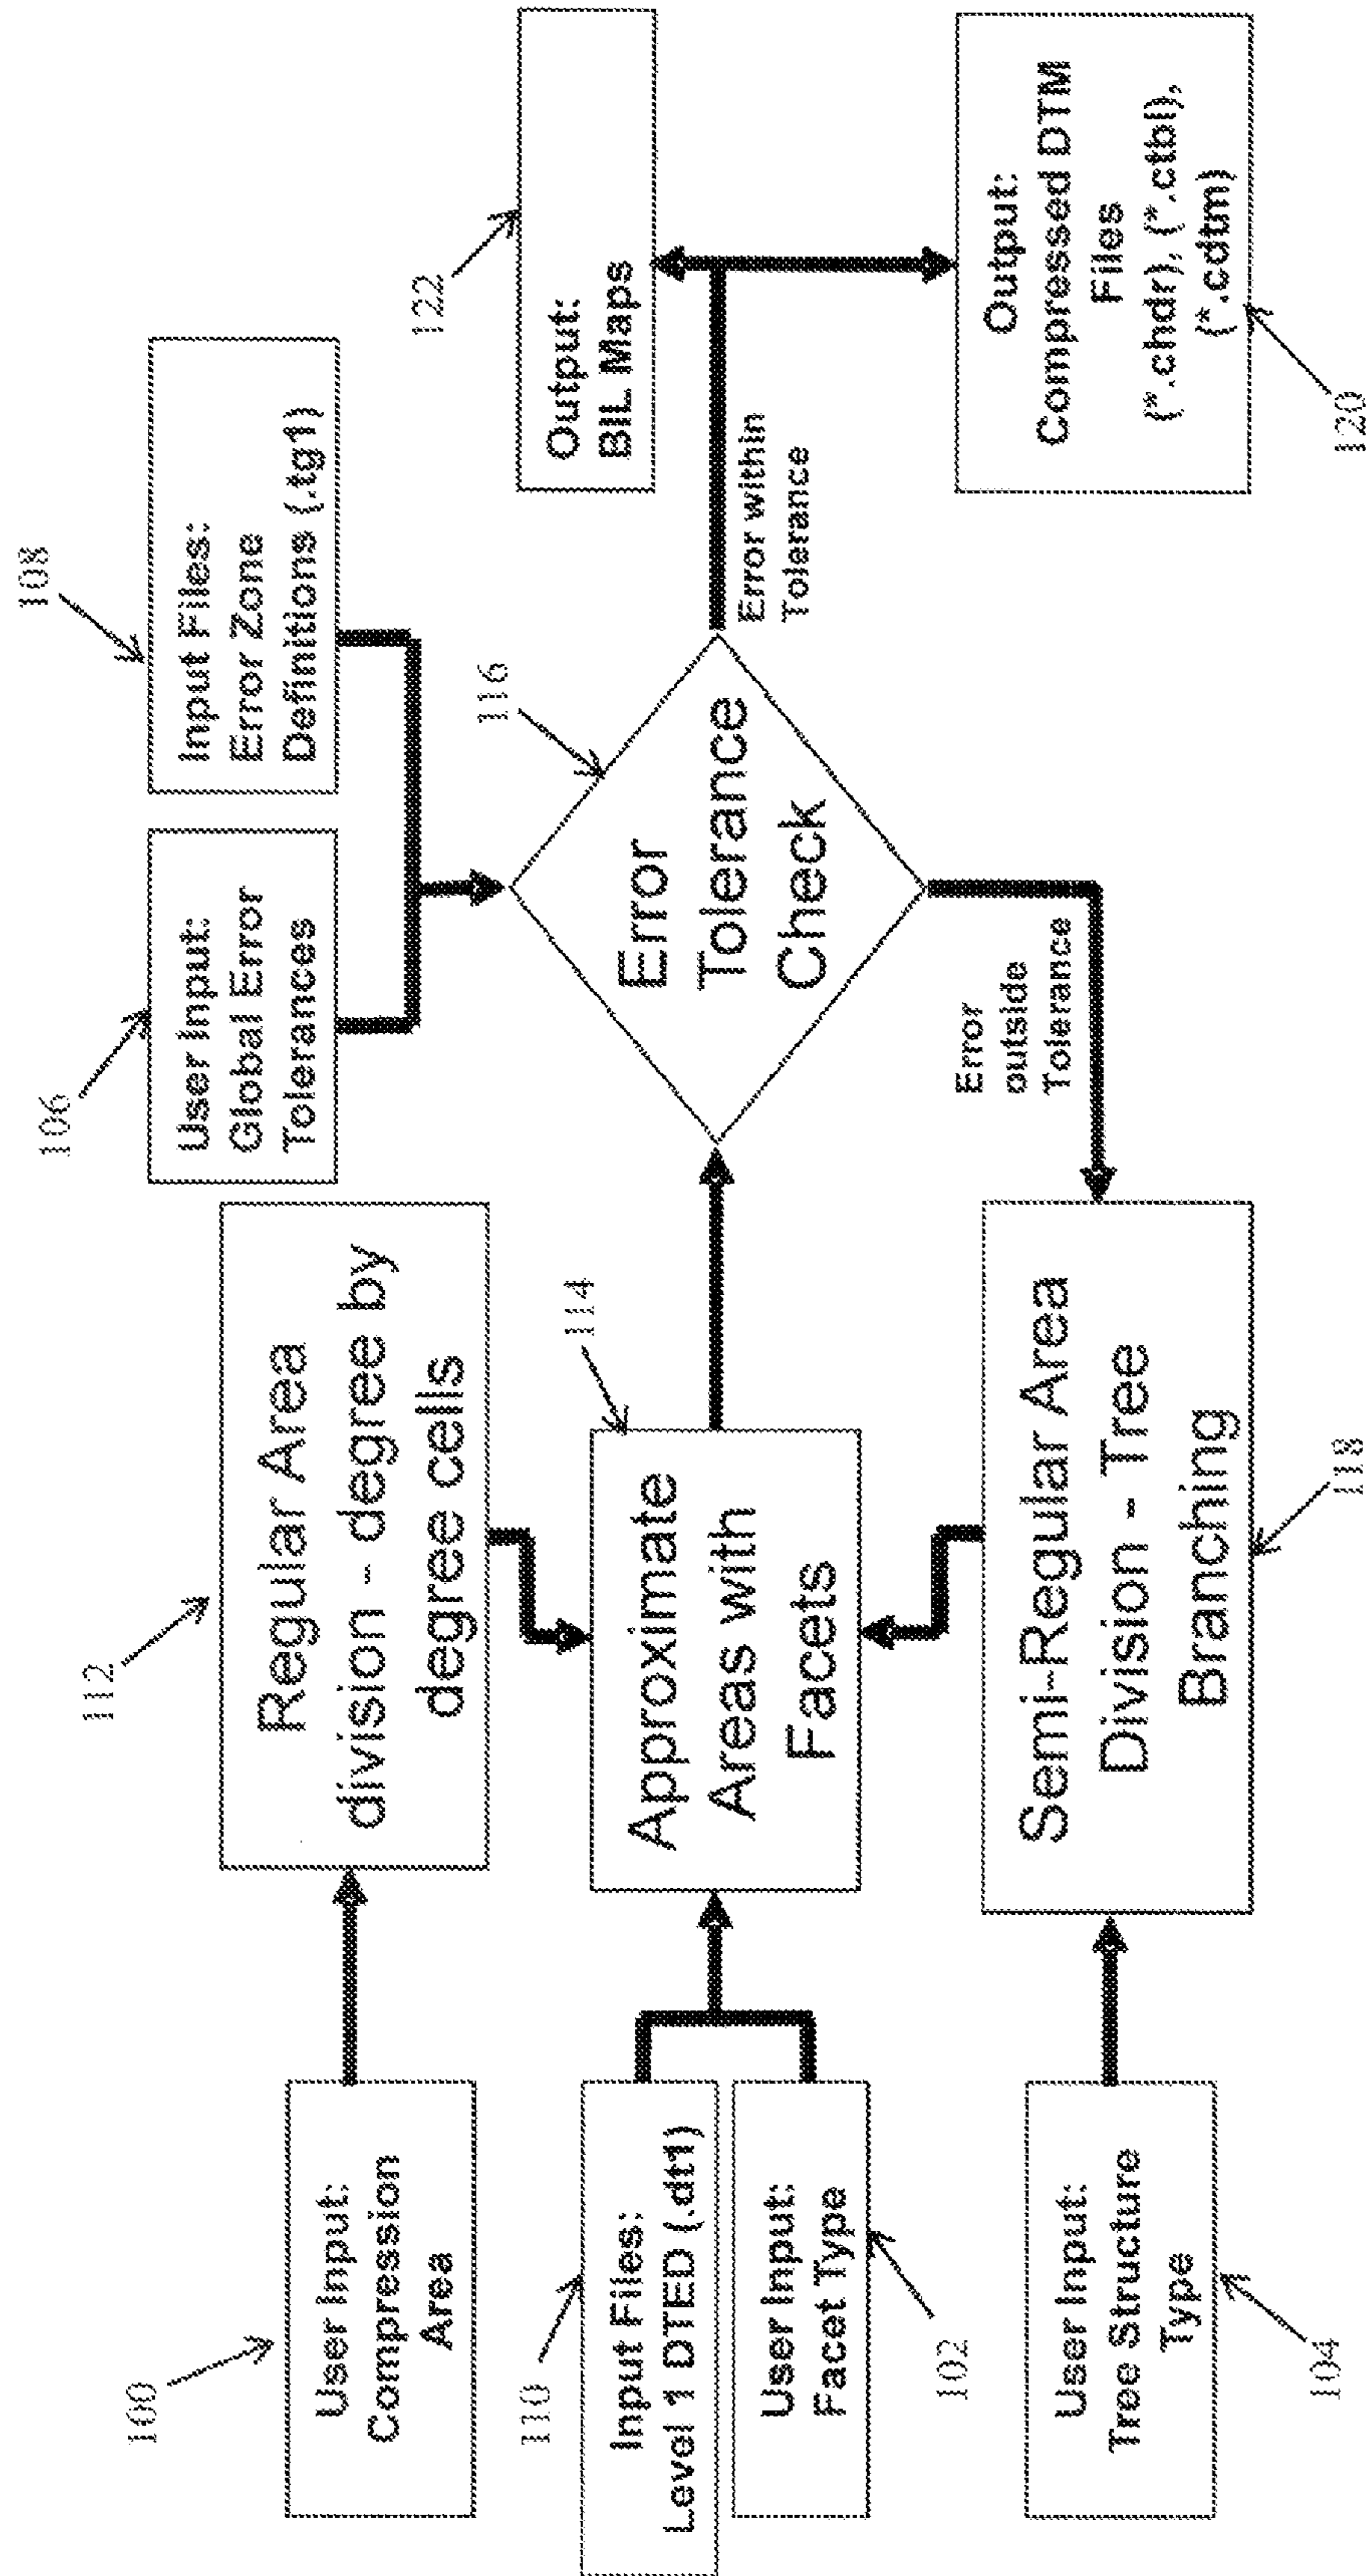 100
User Input:
Compression
Area
110
Input Files:
Level 1 DTED (.dt1)
User Input:
Facet Type
102
User Input:
Tree Structure
Type
104
112
Regular Area
division - degree by
degree cells
114
Approximate
Areas with
Facets
Semi-Regular Area
Division - Tree
Branching
118
106
User Input:
Global Error
Tolerances
108
Input Files:
Error Zone
Definitions (.tg1)
116
Error
Tolerance
Check
Error
outside
Tolerance
Error within
Tolerance
122
Output:
BIL Maps
Output:
Compressed DTM
Files
(*.chdr), (*.ctbl),
(*.cdtm)
120